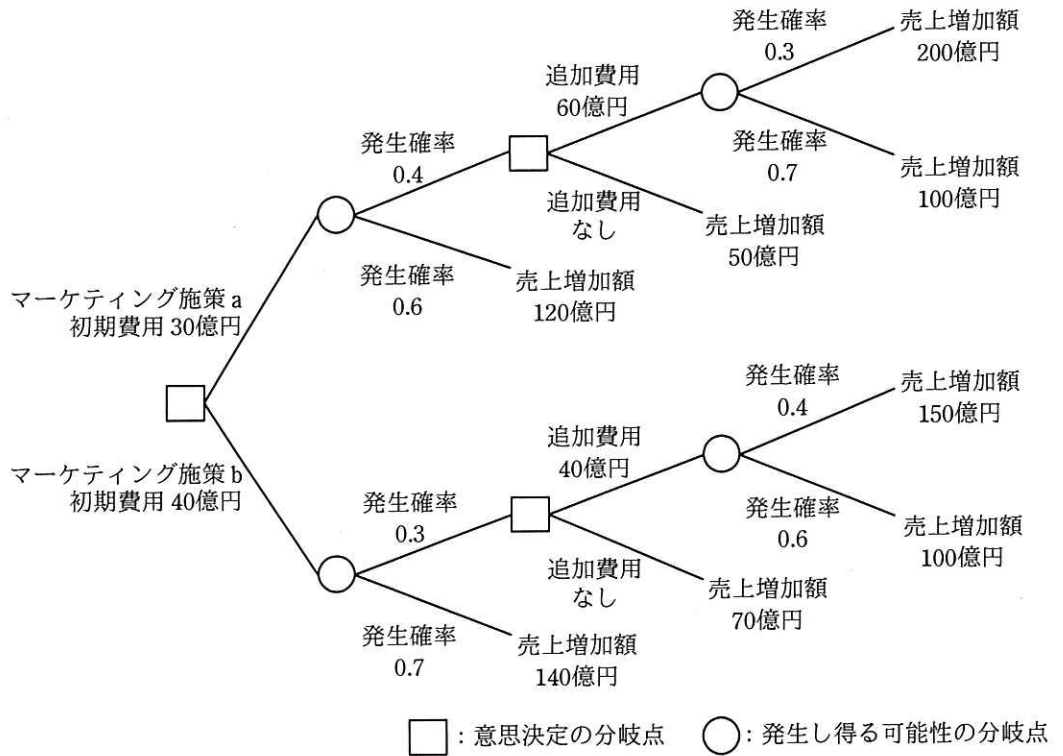 発生確率
0.3
売上増加額
200億円
追加費用
60億円
発生確率
0.7
売上増加額
100億円
発生確率
0.4
追加費用
なし
売上増加額
50億円
発生確率
0.6
売上増加額
120億円
マーケティング施策 a
初期費用 30億円
マーケティング施策 b
初期費用 40億円
発生確率
0.4
売上増加額
150億円
追加費用
40億円
発生確率
0.6
売上増加額
100億円
発生確率
0.3
追加費用
なし
売上増加額
70億円
発生確率
0.7
売上増加額
140億円
：意思決定の分岐点
：発生し得る可能性の分岐点